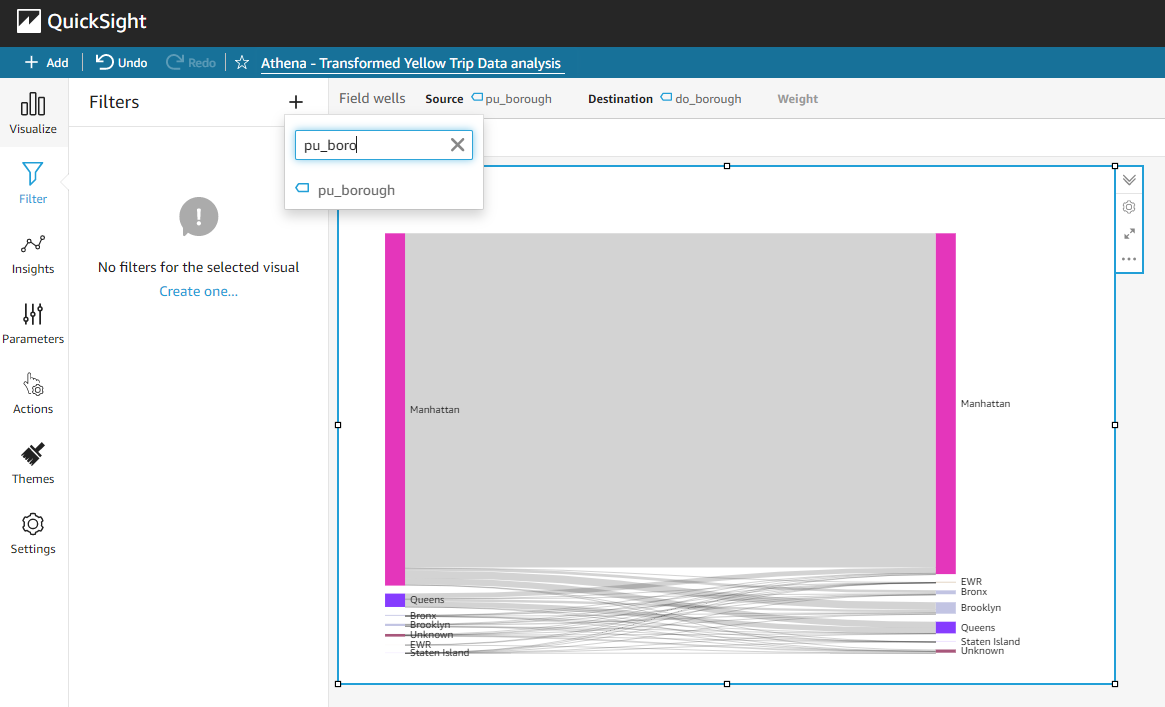 QuickSight
Add Undo Redo Athena - Transformed Yellow Trip Data analysis
Visualize
Filter
Insights
Parameters
Actions
Themes
Settings
Filters
No filters for the selected visual
Create one...
pu_boro
pu_borough
Field wells Source pu_borough Destination do_borough Weight
Manhattan
Queens
Bronx
Brooklyn
Unknown
EWR
Staten Island
Manhattan
EWR
Bronx
Brooklyn
Queens
Staten Island
Unknown